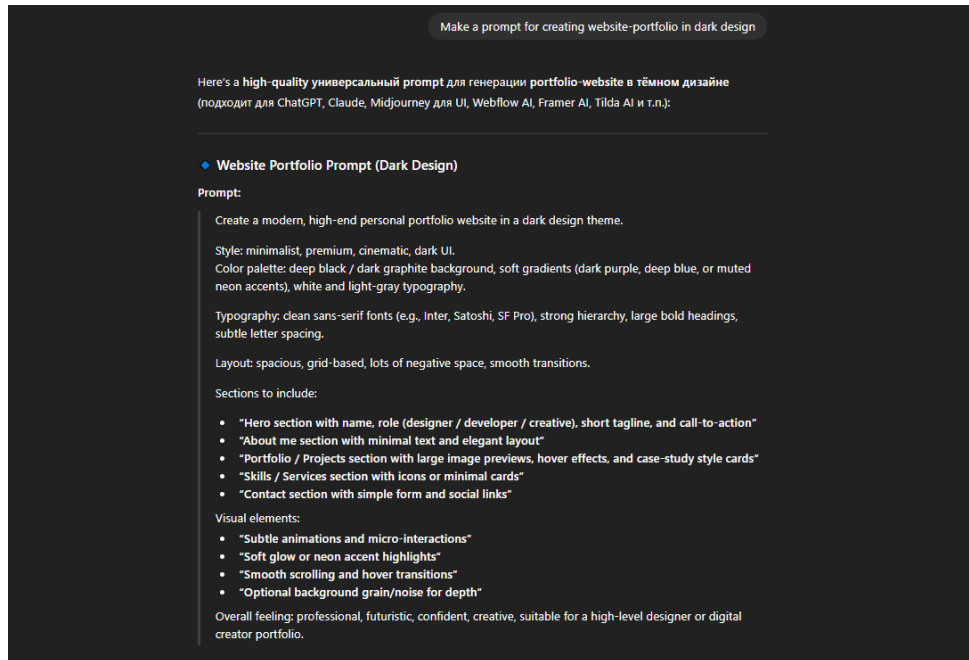 Make a prompt for creating website-portfolio in dark design
Here's a high-quality универсальный prompt для генерации portfolio-website в тёмном дизайне
(подходит для ChatGPT, Claude, Midjourney для UI, Webflow AI, Framer AI, Tilda AI и т.п.):
Website Portfolio Prompt (Dark Design)
Prompt:
Create a modern, high-end personal portfolio website in a dark design theme.
Style: minimalist, premium, cinematic, dark UI.
Color palette: deep black / dark graphite background, soft gradients (dark purple, deep blue, or muted
neon accents), white and light-gray typography.
Typography: clean sans-serif fonts (e.g., Inter, Satoshi, SF Pro), strong hierarchy, large bold headings,
subtle letter spacing.
Layout: spacious, grid-based, lots of negative space, smooth transitions.
Sections to include:
• "Hero section with name, role (designer / developer / creative), short tagline, and call-to-action"
• "About me section with minimal text and elegant layout"
• "Portfolio / Projects section with large image previews, hover effects, and case-study style cards"
• "Skills / Services section with icons or minimal cards"
• "Contact section with simple form and social links"
Visual elements:
• "Subtle animations and micro-interactions"
• "Soft glow or neon accent highlights"
• "Smooth scrolling and hover transitions"
• "Optional background grain/noise for depth"
Overall feeling: professional, futuristic, confident, creative, suitable for a high-level designer or digital
creator portfolio.